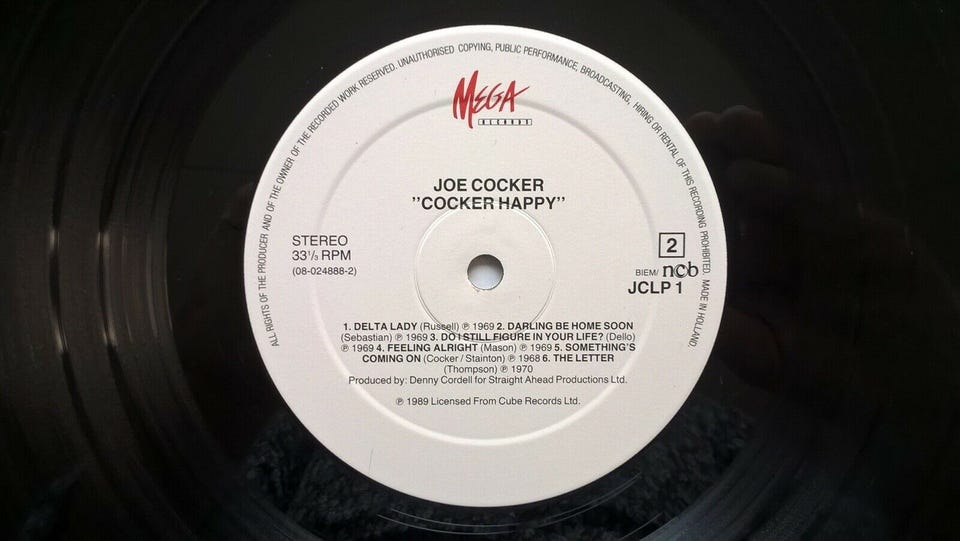 ALL RIGHTS OF THE PRODUCER AND OF THE OWNER OF THE RECORDED WORK RESERVED. UNAUTHORISED COPYING, PUBLIC PERFORMANCE, BROADCASTING, HIRING OR RENTAL OF THIS RECORDING PROHIBITED. MADE IN HOLLAND.
MEGA
RECORDS
JOE COCKER
"COCKER HAPPY"
STEREO
33⅓ RPM
(08-024888-2)
2
BIEM/ ncb
JCLP 1
1. DELTA LADY (Russell) ℗ 1969 2. DARLING BE HOME SOON
(Sebastian) ℗ 1969 3. DO I STILL FIGURE IN YOUR LIFE? (Dello)
℗ 1969 4. FEELING ALRIGHT (Mason) ℗ 1969 5. SOMETHING'S
COMING ON (Cocker / Stainton) ℗ 1968 6. THE LETTER
(Thompson) ℗ 1970
Produced by: Denny Cordell for Straight Ahead Productions Ltd.
℗ 1989 Licensed From Cube Records Ltd.